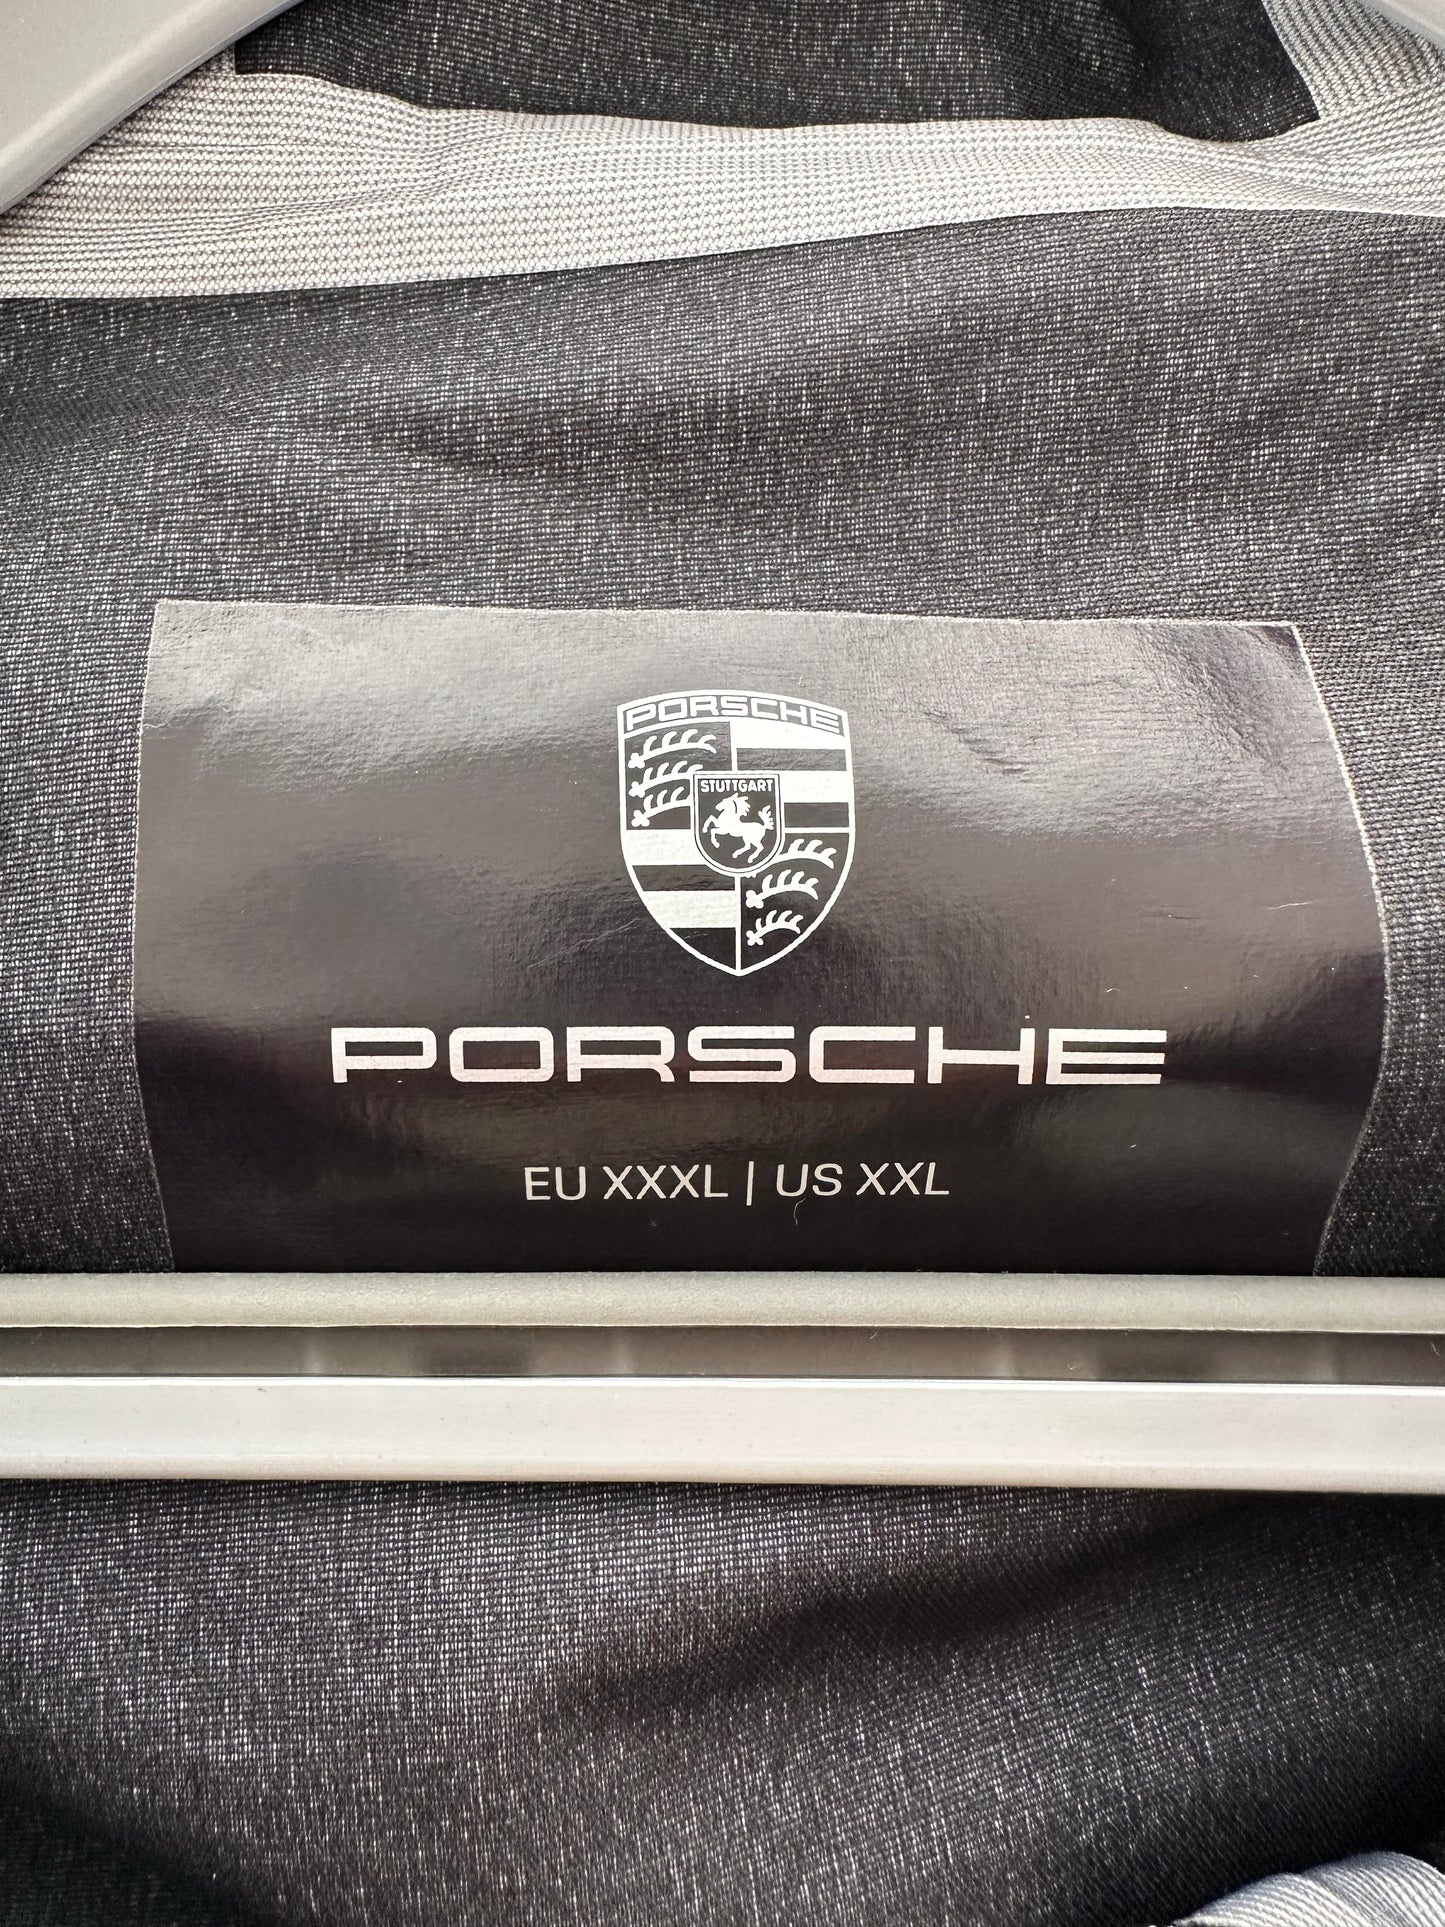 PORSCHE
STUTTGART
PORSCHE
EU XXXL | US XXL